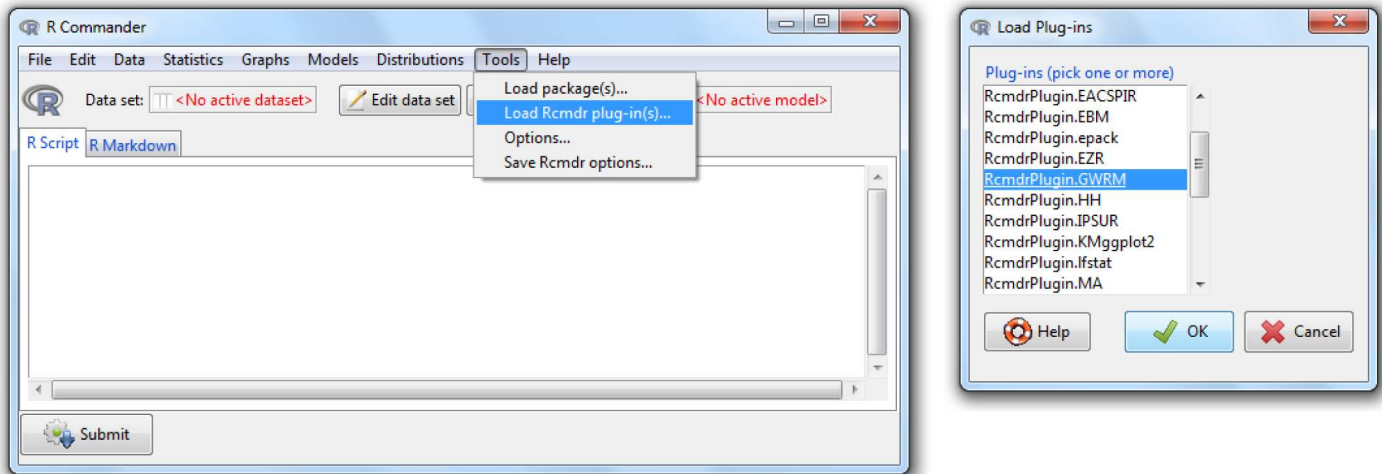 R Commander
File Edit Data Statistics Graphs Models Distributions Tools Help
Data set: <No active dataset> Edit data set <No active model>
Load package(s)...
Load Rcmdr plug-in(s)...
Options...
Save Rcmdr options...
R Script R Markdown
Submit
Load Plug-ins
Plug-ins (pick one or more)
RcmdrPlugin.EACSPIR
RcmdrPlugin.EBM
RcmdrPlugin.epack
RcmdrPlugin.EZR
RcmdrPlugin.GWRM
RcmdrPlugin.HH
RcmdrPlugin.IPSUR
RcmdrPlugin.KMggplot2
RcmdrPlugin.lfstat
RcmdrPlugin.MA
Help OK Cancel